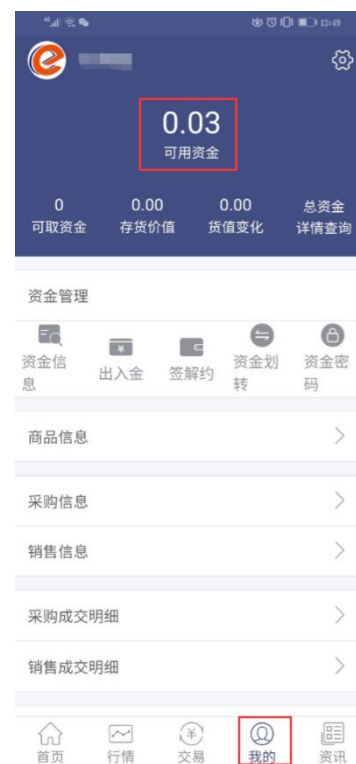 0.03
可用资金
0 0.00 0.00 总资金
可取资金 存货价值 货值变化 详情查询
资金管理
资金信息
出入金
签解约
资金划转
资金密码
商品信息
采购信息
销售信息
采购成交明细
销售成交明细
首页 行情 交易 我的 资讯